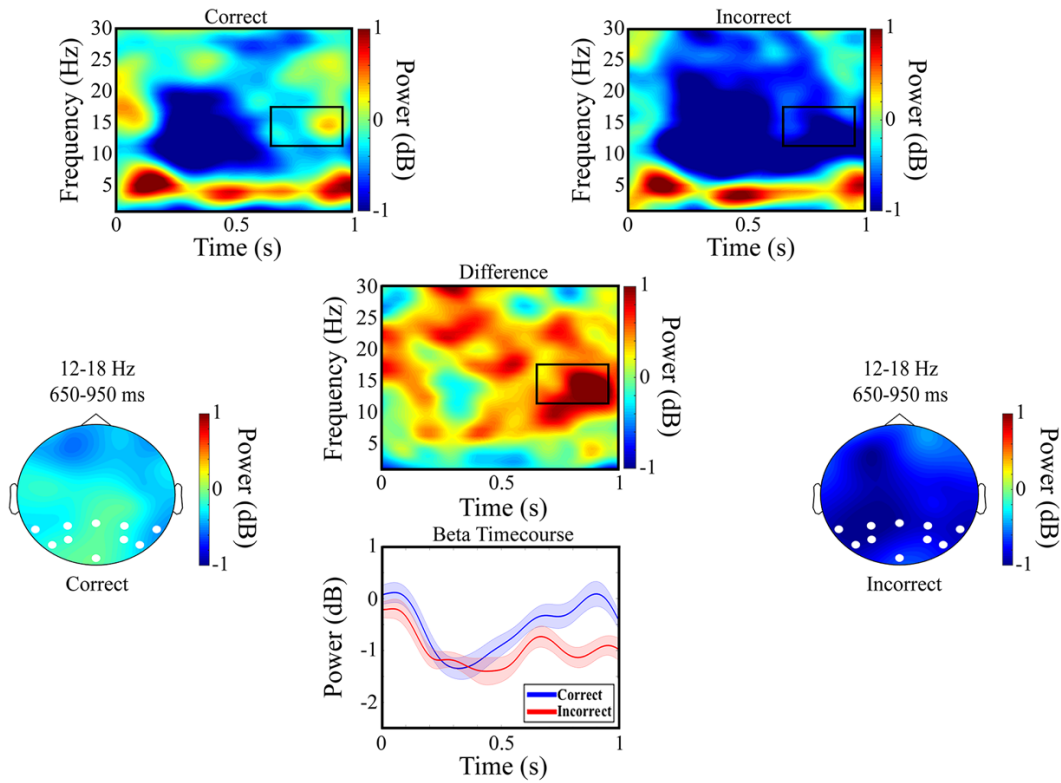 Correct
Frequency (Hz)
30
25
20
15
10
5
0
0.5
1
Time (s)
1
0
-1
Power (dB)
Incorrect
Frequency (Hz)
30
25
20
15
10
5
0
0.5
1
Time (s)
1
0
-1
Power (dB)
Difference
Frequency (Hz)
30
25
20
15
10
5
0
0.5
1
Time (s)
1
0
-1
Power (dB)
12-18 Hz
650-950 ms
1
0
-1
Power (dB)
Correct
12-18 Hz
650-950 ms
1
0
-1
Power (dB)
Incorrect
Beta Timecourse
Power (dB)
1
0
-1
-2
Correct
Incorrect
0
0.5
1
Time (s)